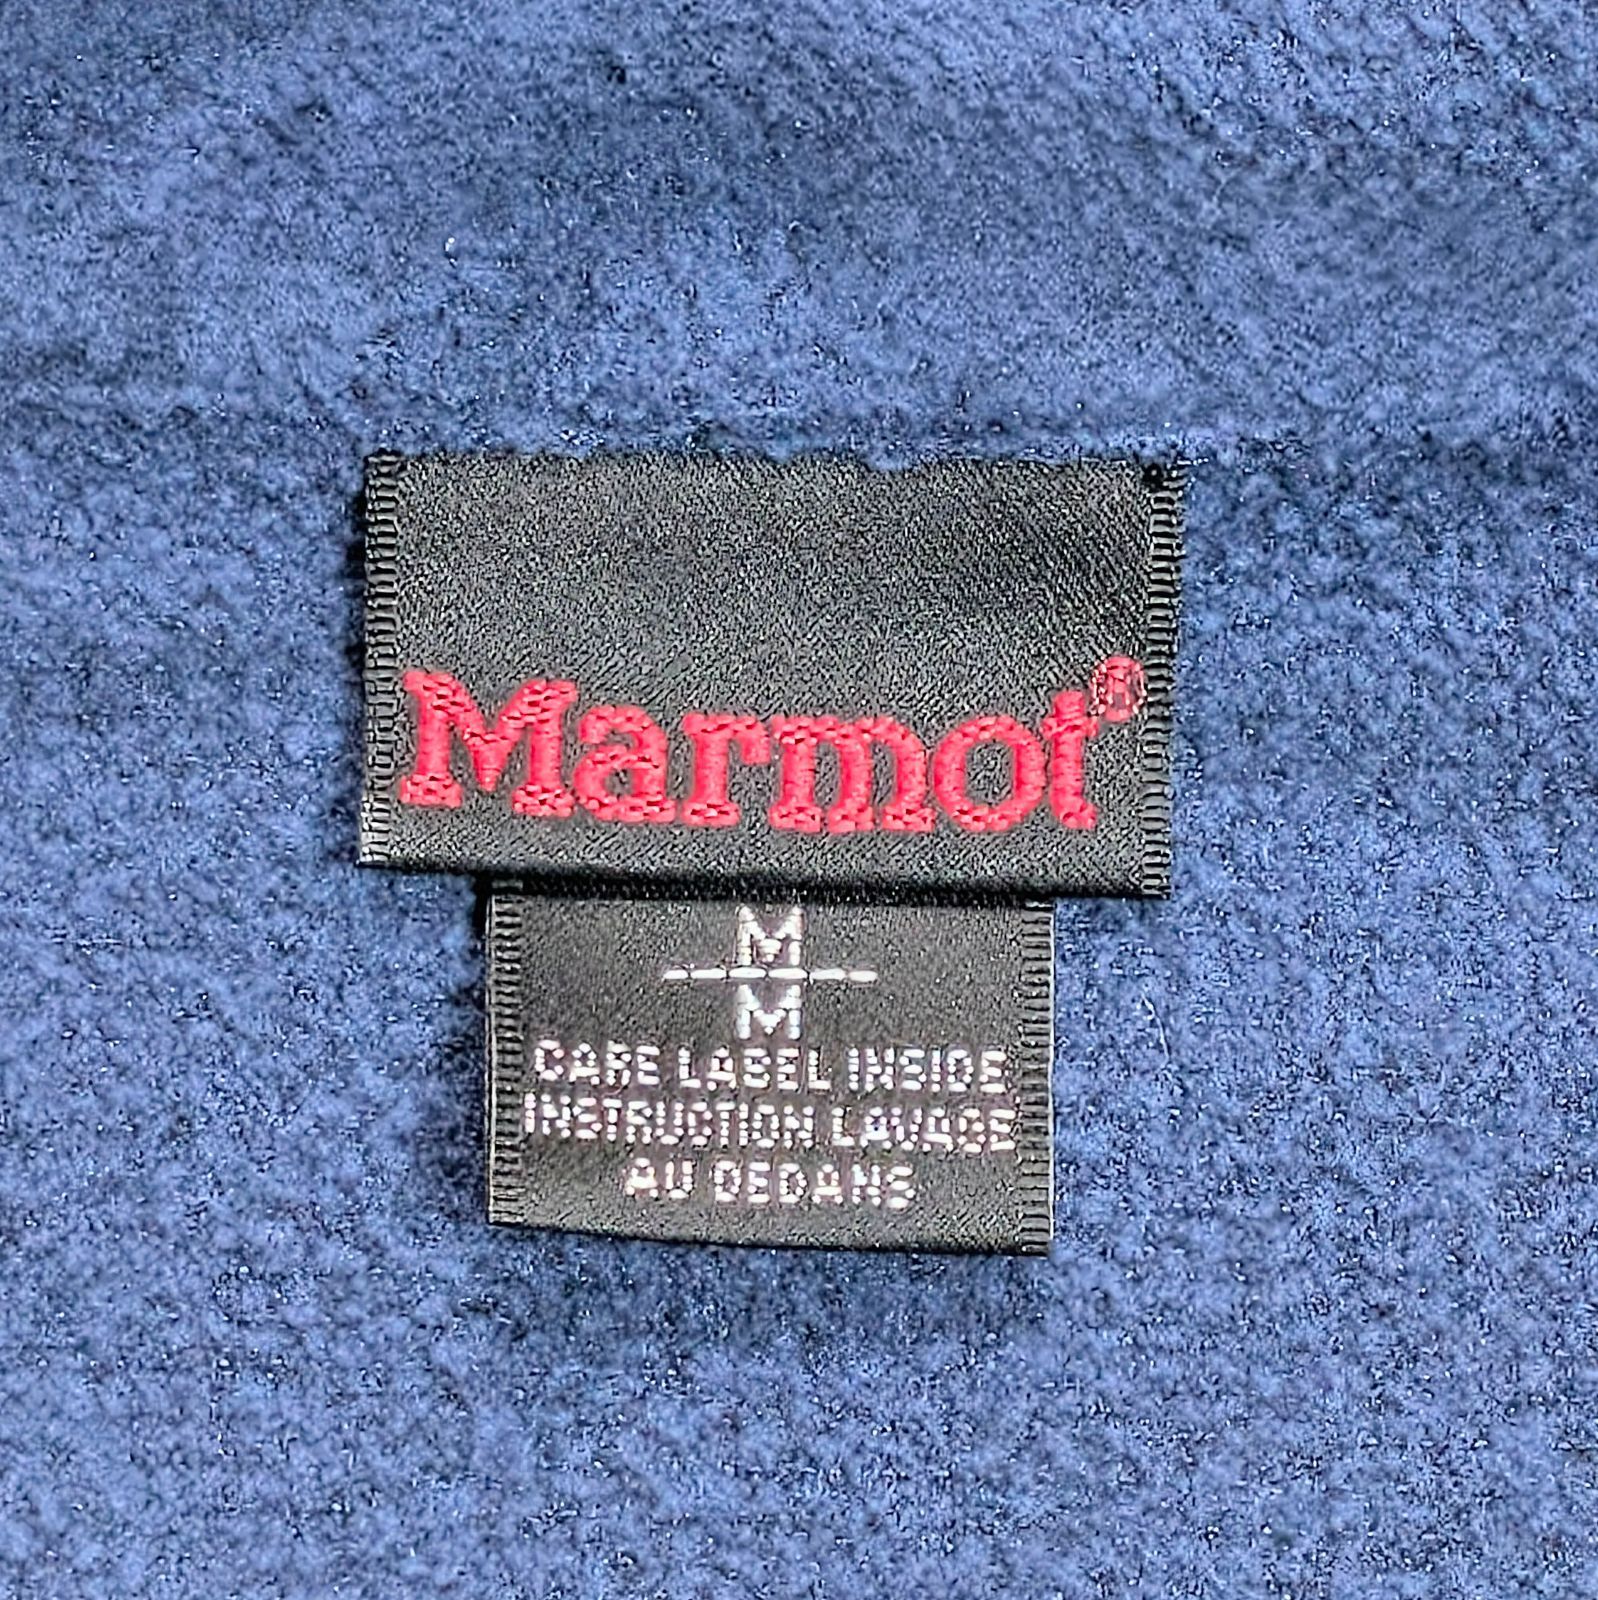 Marmot®
M
M
CARE LABEL INSIDE
INSTRUCTION LAVAGE
AU DEDANS